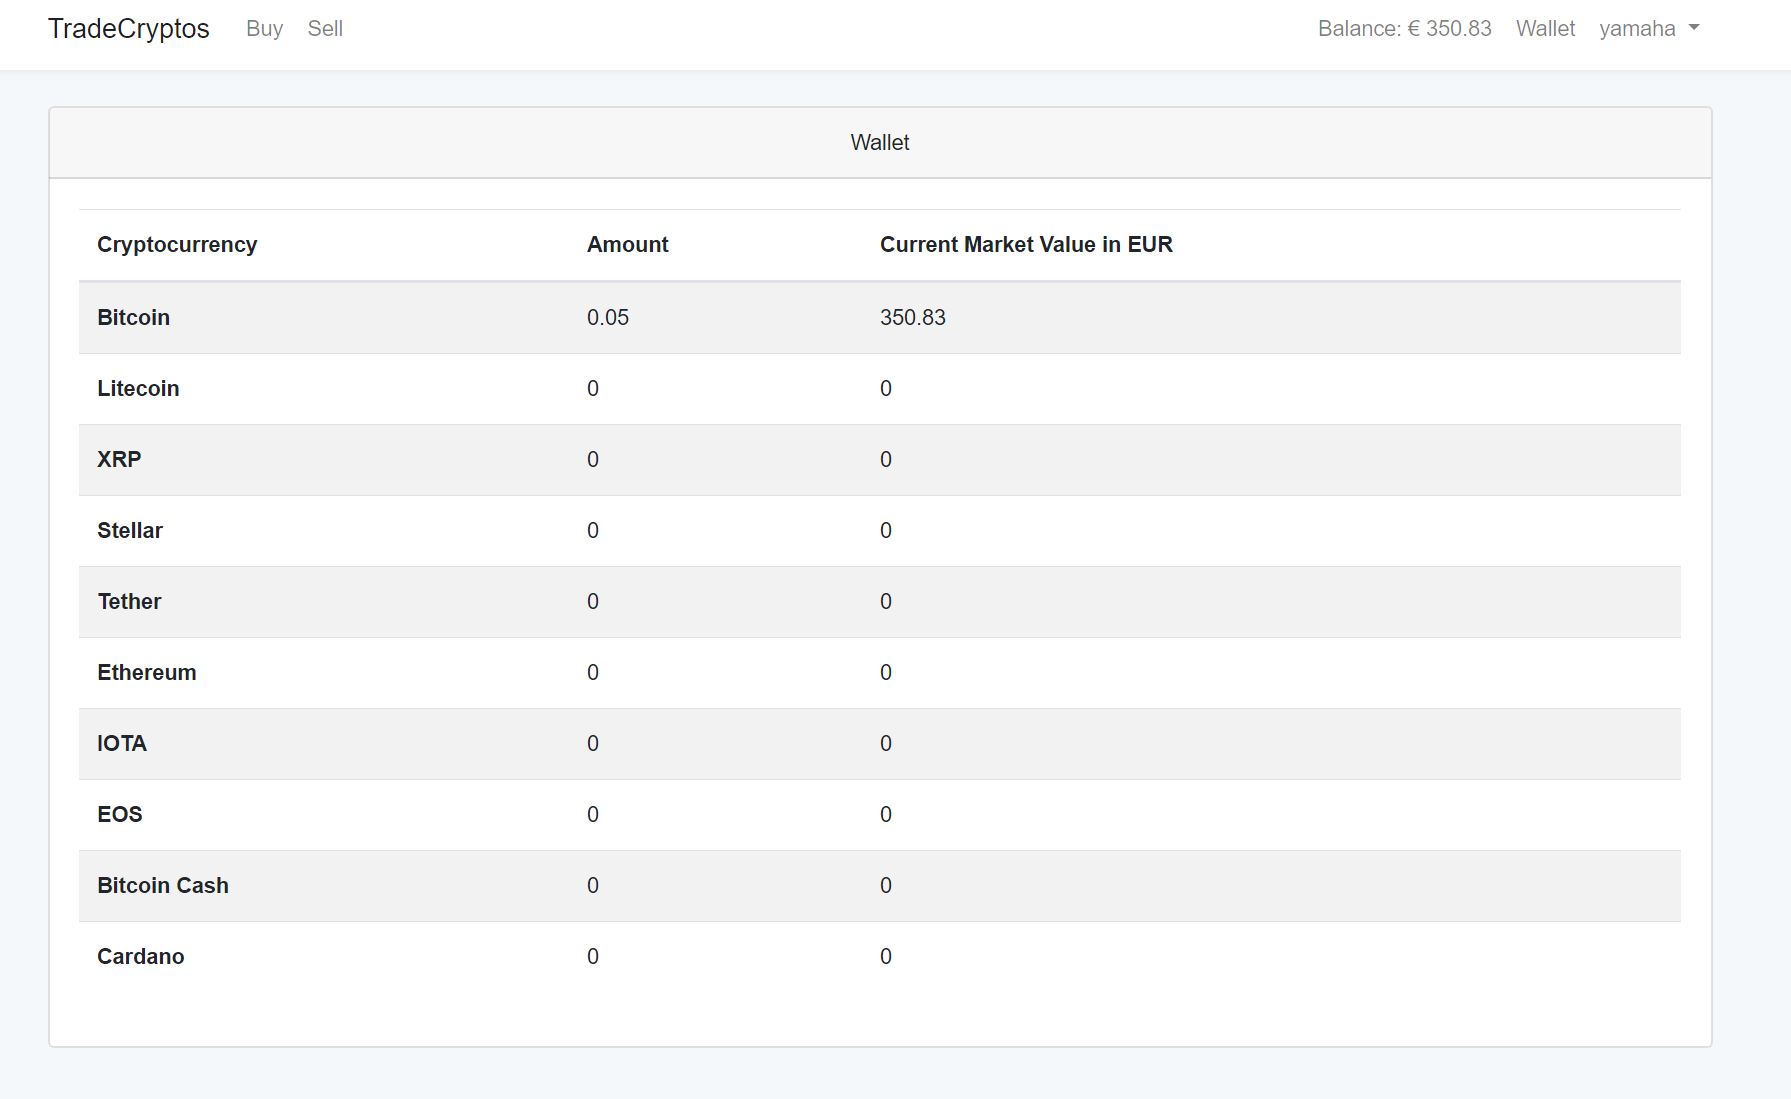 TradeCryptos Buy Sell Balance: € 350.83 Wallet yamaha
Wallet
Cryptocurrency Amount Current Market Value in EUR
Bitcoin 0.05 350.83
Litecoin 0 0
XRP 0 0
Stellar 0 0
Tether 0 0
Ethereum 0 0
IOTA 0 0
EOS 0 0
Bitcoin Cash 0 0
Cardano 0 0